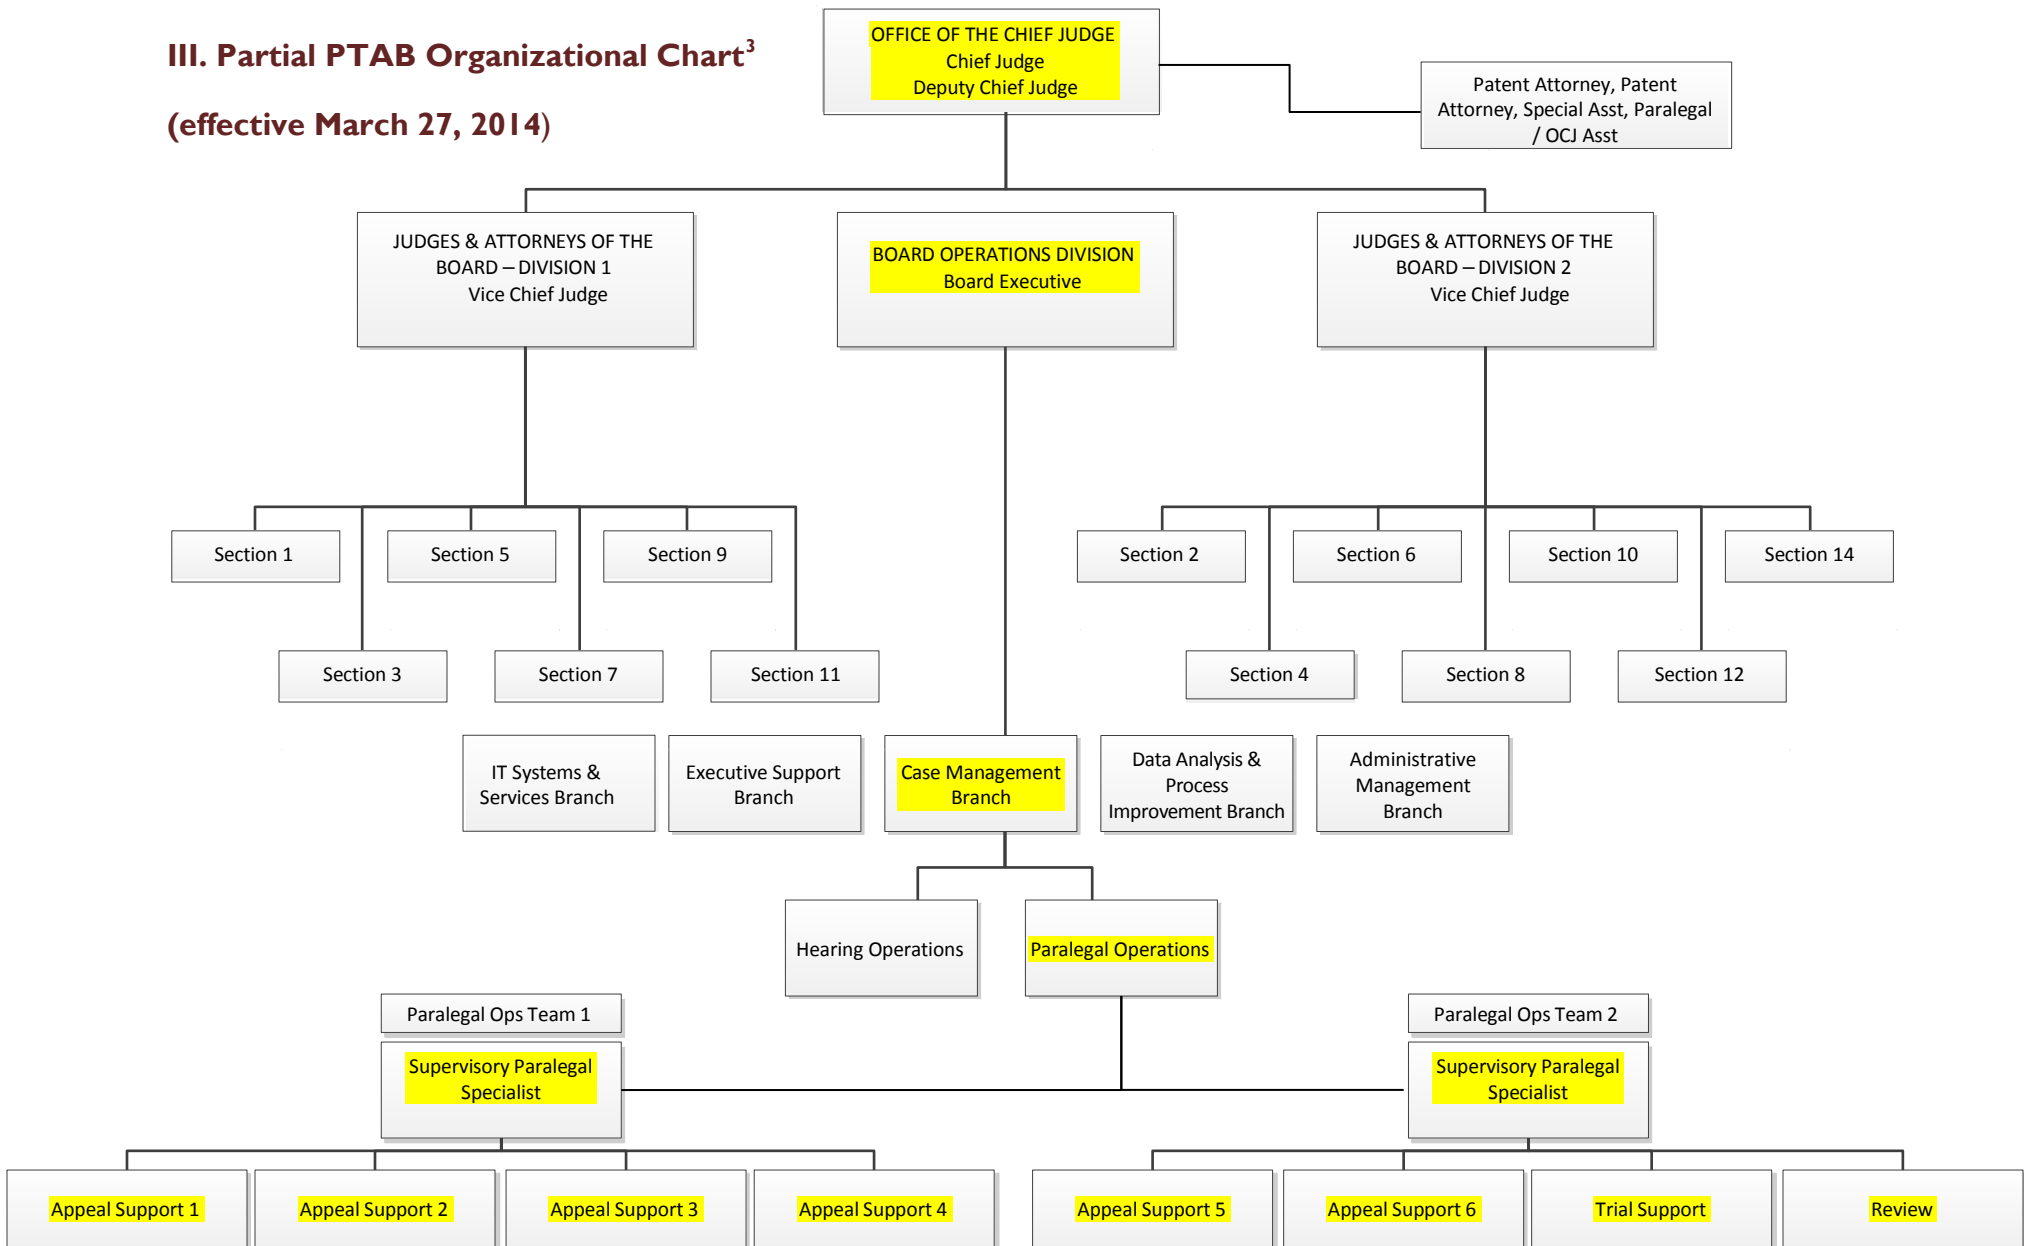 III. Partial PTAB Organizational Chart3
(effective March 27, 2014)
OFFICE OF THE CHIEF JUDGE
Chief Judge
Deputy Chief Judge
Patent Attorney, Patent
Attorney, Special Asst, Paralegal
/ OCJ Asst
JUDGES & ATTORNEYS OF THE
BOARD – DIVISION 1
Vice Chief Judge
BOARD OPERATIONS DIVISION
Board Executive
JUDGES & ATTORNEYS OF THE
BOARD – DIVISION 2
Vice Chief Judge
Section 1
Section 5
Section 9
Section 2
Section 6
Section 10
Section 14
Section 3
Section 7
Section 11
Section 4
Section 8
Section 12
IT Systems &
Services Branch
Executive Support
Branch
Case Management
Branch
Data Analysis &
Process
Improvement Branch
Administrative
Management
Branch
Hearing Operations
Paralegal Operations
Paralegal Ops Team 1
Paralegal Ops Team 2
Supervisory Paralegal
Specialist
Supervisory Paralegal
Specialist
Appeal Support 1
Appeal Support 2
Appeal Support 3
Appeal Support 4
Appeal Support 5
Appeal Support 6
Trial Support
Review